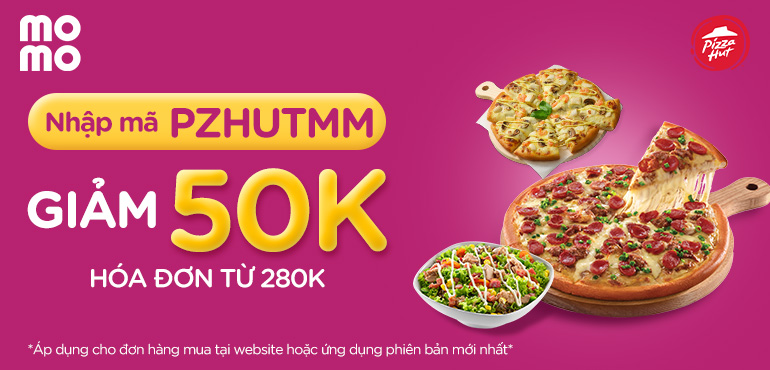 mo
mo
Pizza
Hut
Nhập mã PZHUTMM
GIẢM 50K
HÓA ĐƠN TỪ 280K
*Áp dụng cho đơn hàng mua tại website hoặc ứng dụng phiên bản mới nhất*